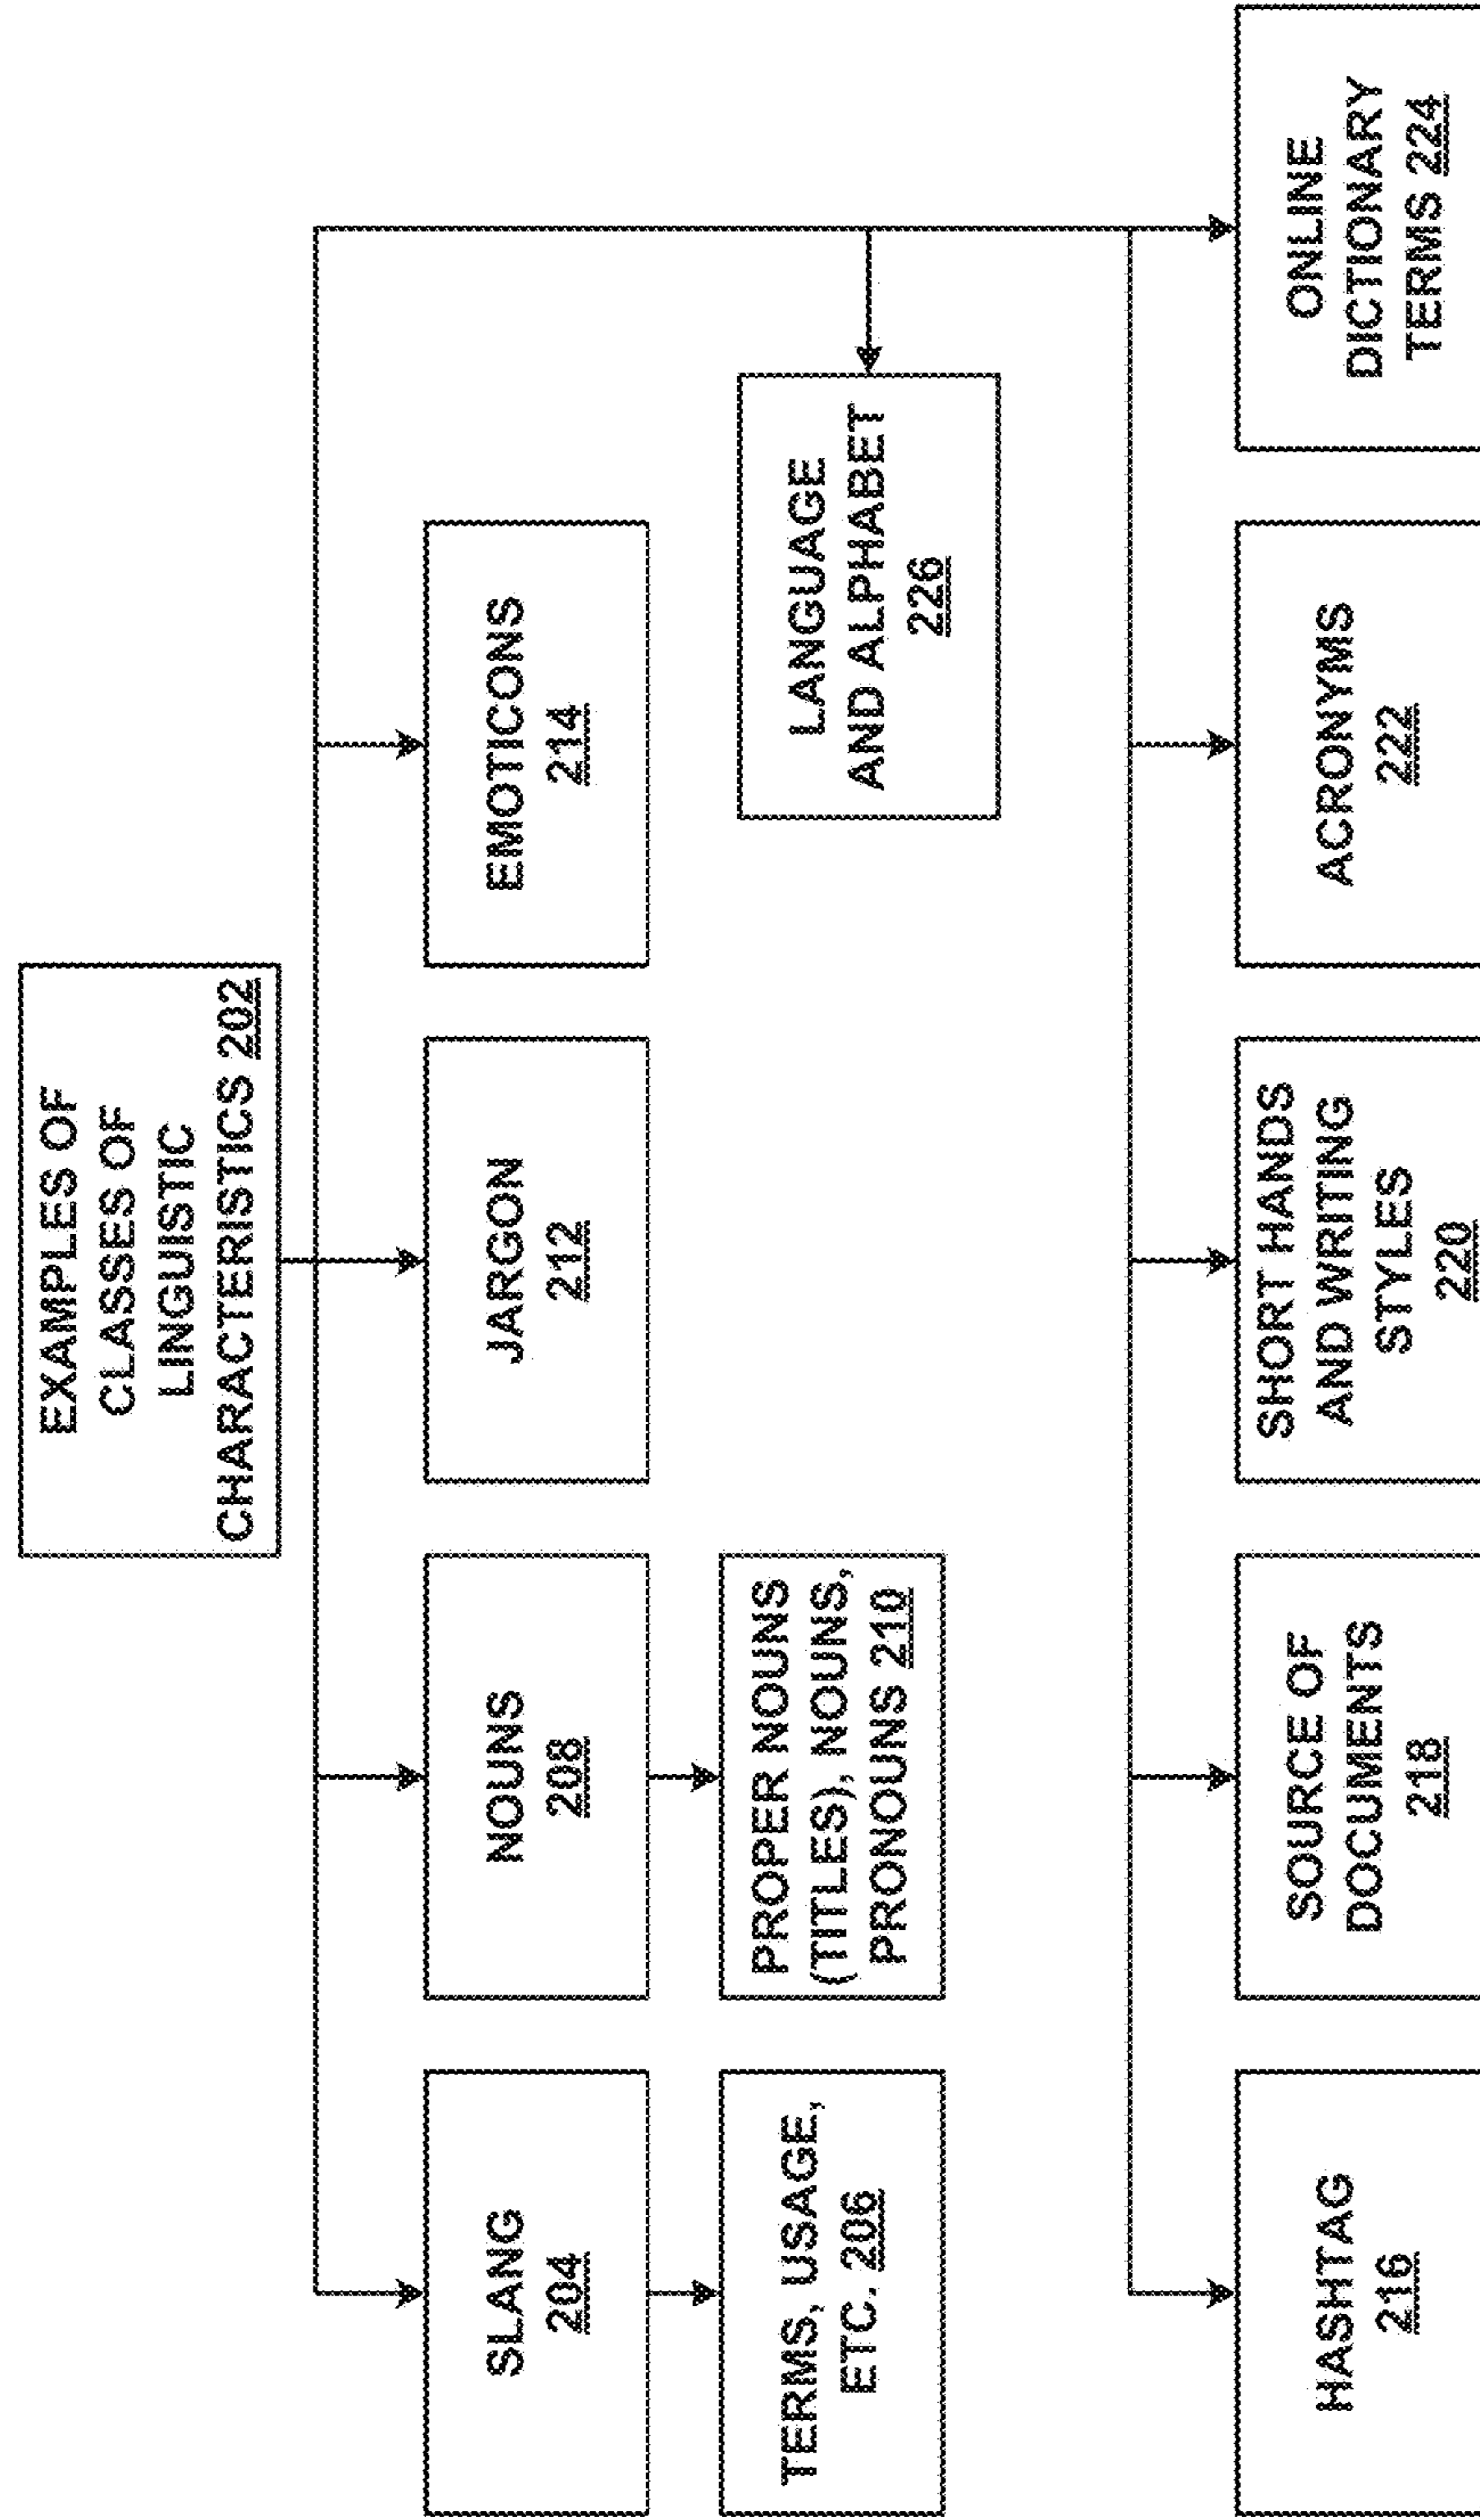 EXAMPLES OF
CLASSES OF
LINGUISTIC
CHARACTERISTICS 202
SLANG
204
NOUNS
208
JARGON
212
EMOTICONS
214
TERMS, USAGE,
ETC. 206
PROPER NOUNS
(TITLES), NOUNS,
PRONOUNS 210
LANGUAGE
AND ALPHABET
226
HASHTAG
216
SOURCE OF
DOCUMENTS
218
SHORT HANDS
AND WRITING
STYLES
220
ACRONYMS
222
ONLINE
DICTIONARY
TERMS 224